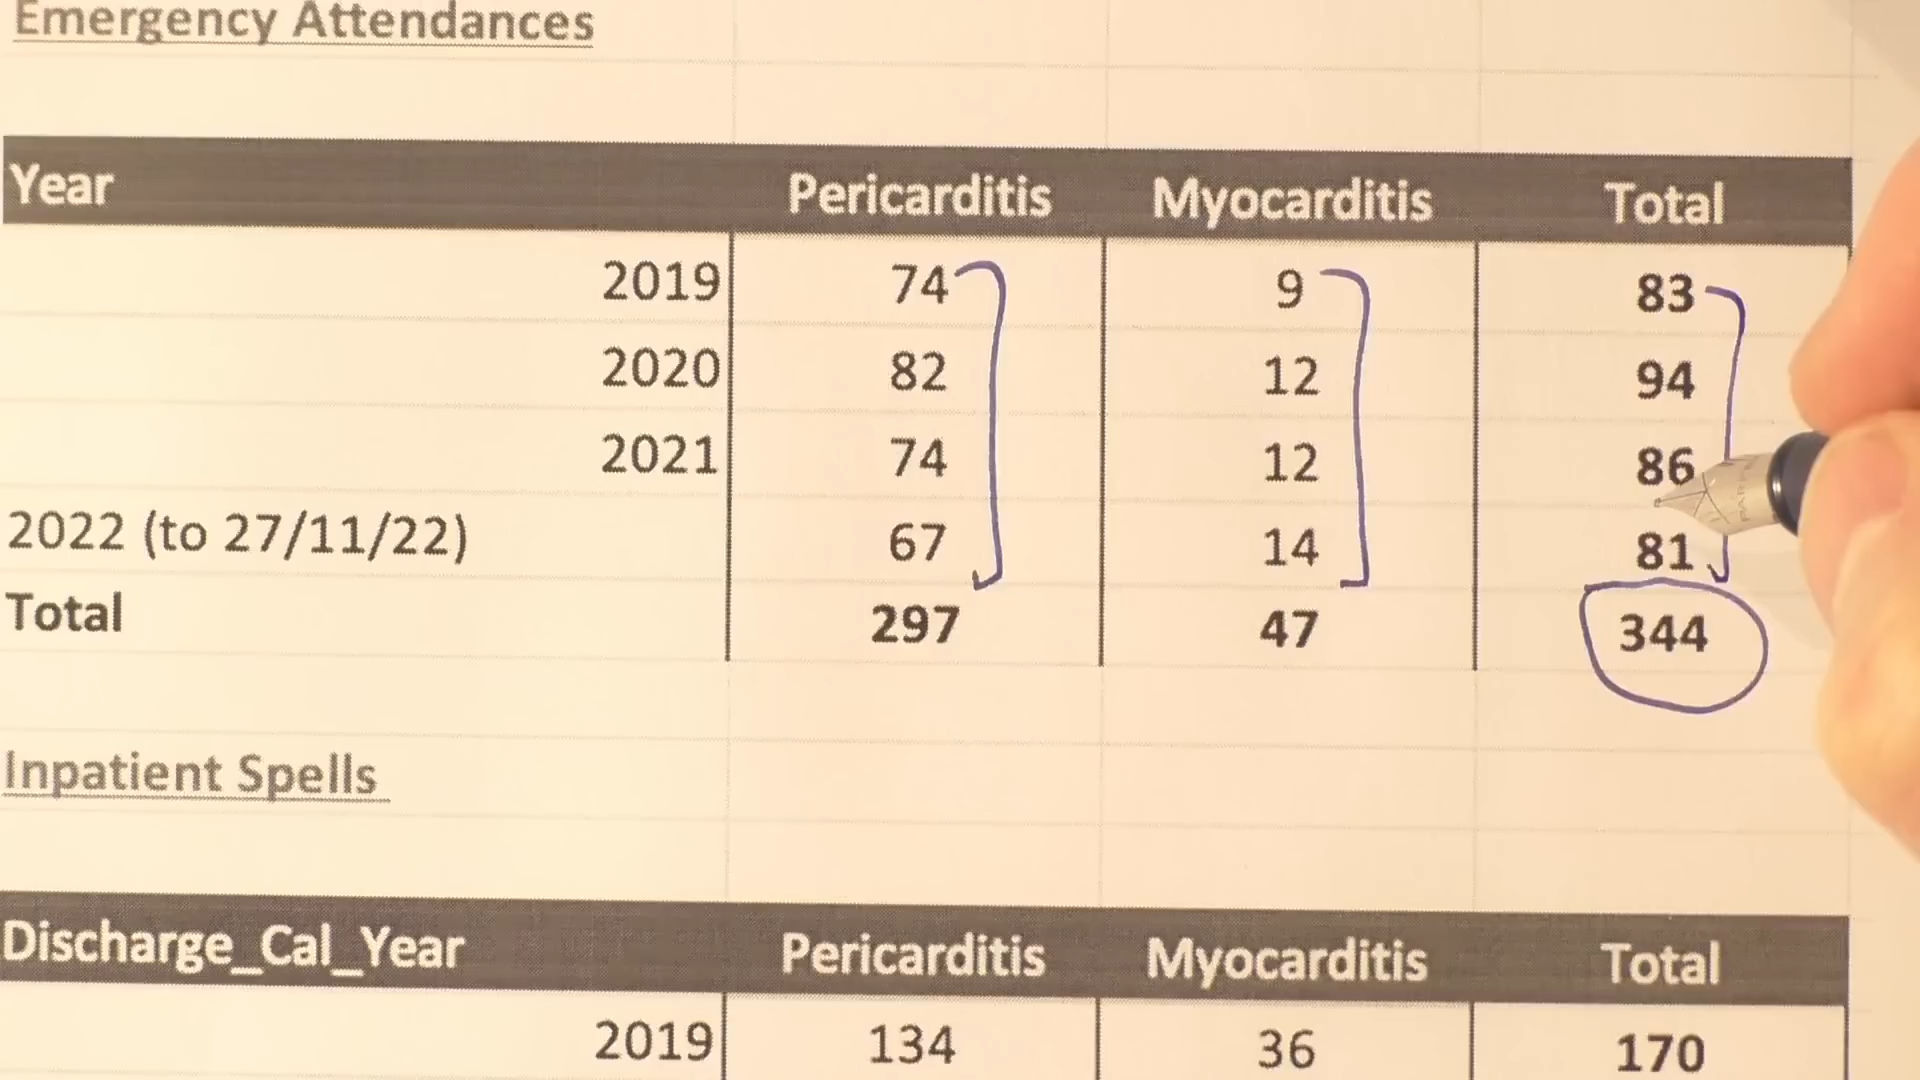 Emergency Attendances
Year Pericarditis Myocarditis Total
2019 74 9 83
2020 82 12 94
2021 74 12 86
2022 (to 27/11/22) 67 14 81
Total 297 47 344
Inpatient Spells
Discharge_Cal_Year Pericarditis Myocarditis Total
2019 134 36 170